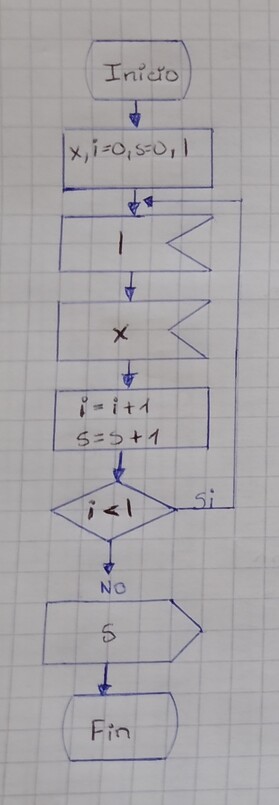 Inicio
x, i=0, s=0, l
l
x
i = i+1
s = s+1
i < l
Si
NO
s
Fin